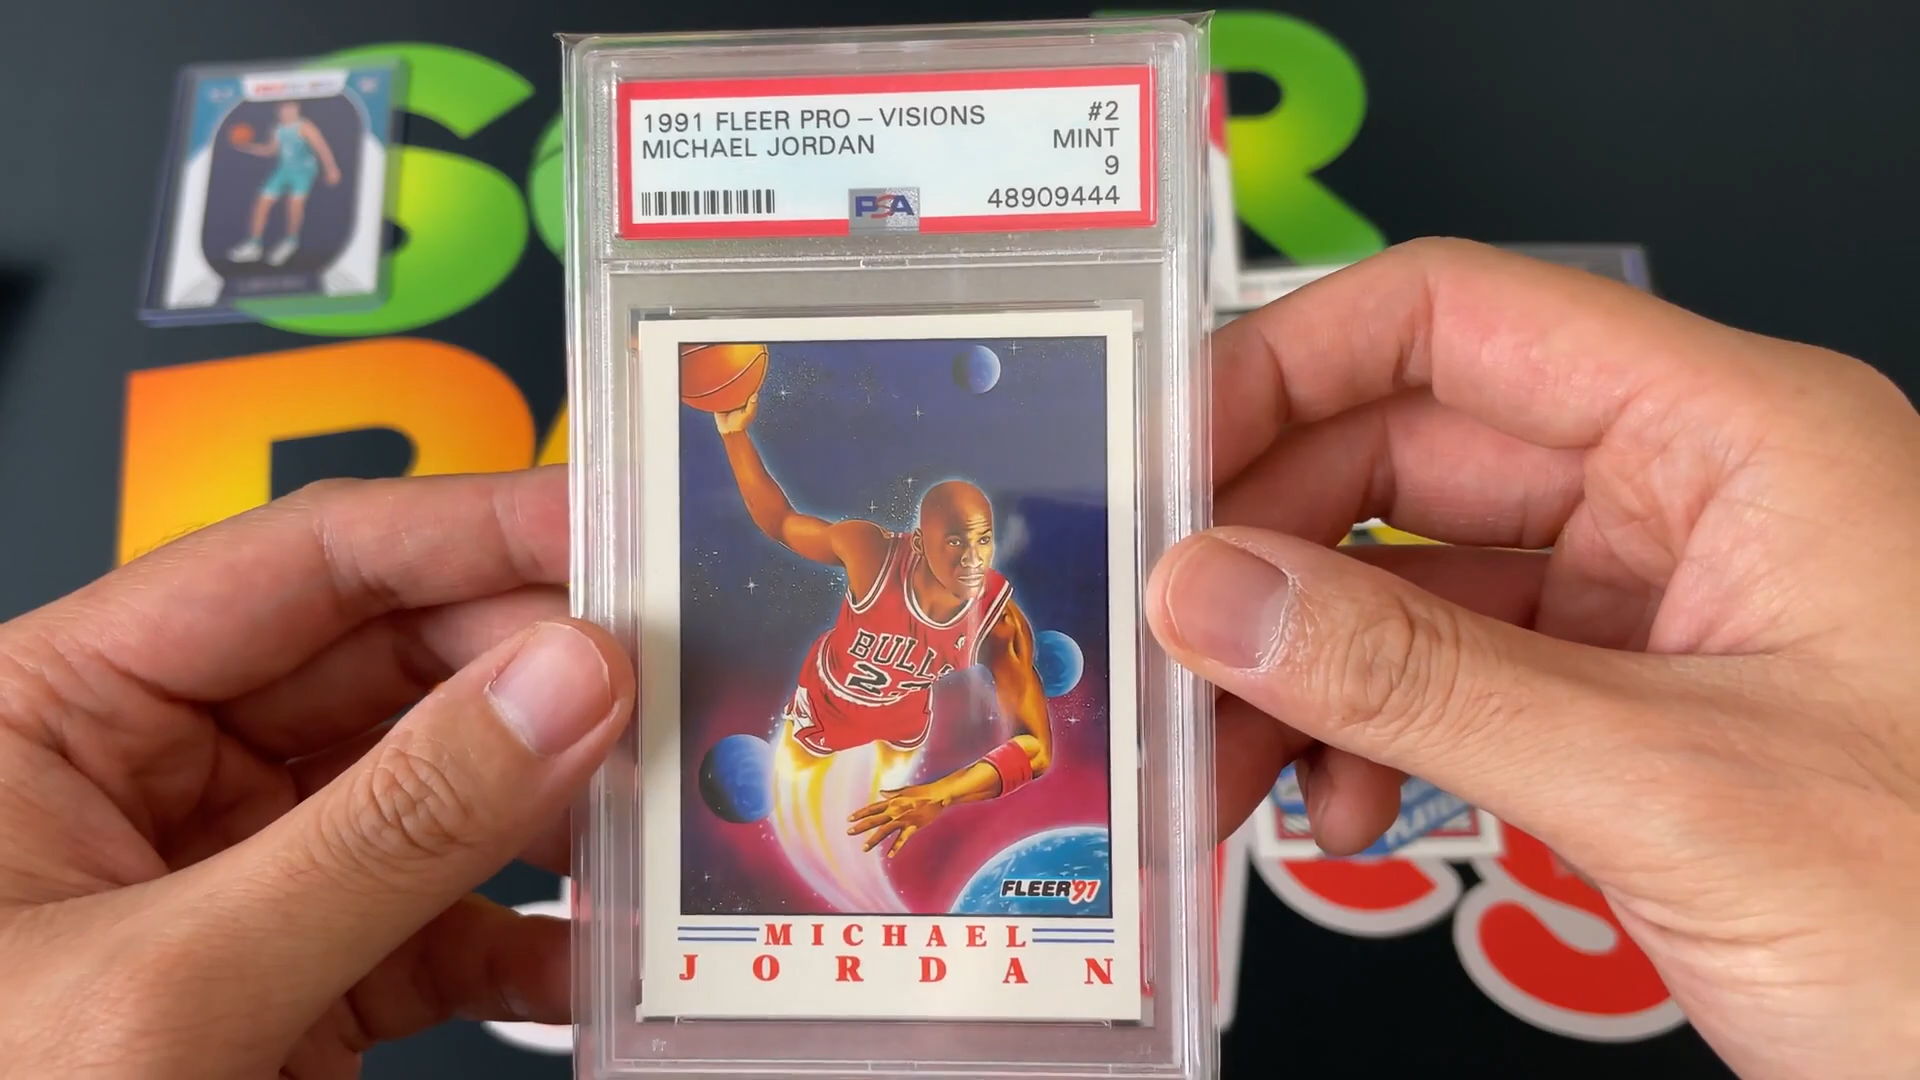 1991 FLEER PRO – VISIONS #2
MICHAEL JORDAN MINT
9
PSA 48909444
BULLS
FLEER '91
MICHAEL
JORDAN